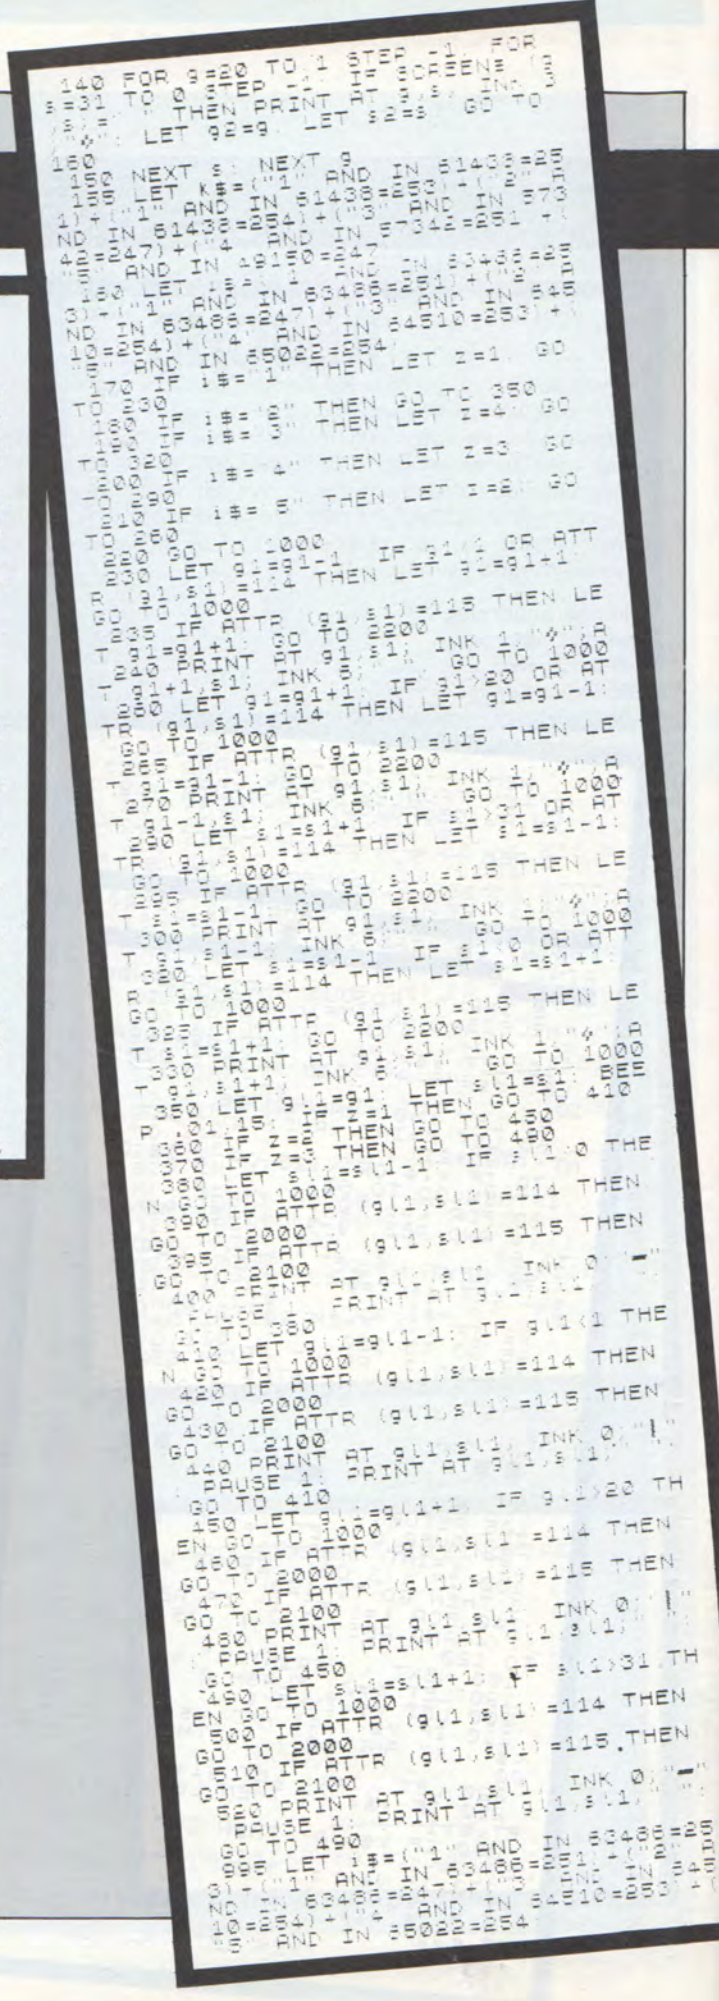 140 FOR g=20 TO 1 STEP -1: FOR
s=31 TO 0 STEP -1: IF SCREEN$ (g
,s)=" " THEN PRINT AT g,s; INK 3
: LET g2=g: LET s2=s: GO TO
160
150 NEXT s: NEXT g
155 LET k$=("1" AND IN 61438=25
1)+("1" AND IN 61438=253)+("2" A
ND IN 61438=254)+("3" AND IN 573
42=247)+("4" AND IN 57342=251)+(
"5" AND IN 49150=247
160 LET i$=("1" AND IN 63486=25
3)+("1" AND IN 63486=251)+("2" A
ND IN 63486=247)+("3" AND IN 645
10=254)+("4" AND IN 64510=253)+(
"5" AND IN 65022=254
170 IF i$="1" THEN LET z=1: GO
TO 230
180 IF i$="2" THEN GO TO 350
190 IF i$="3" THEN LET z=4: GO
TO 320
200 IF i$="4" THEN LET z=3: GO
TO 290
210 IF i$="5" THEN LET z=2: GO
TO 260
220 GO TO 1000
230 LET g1=g1-1: IF g1<1 OR ATT
R (g1,s1)=114 THEN LET g1=g1+1:
GO TO 1000
235 IF ATTR (g1,s1)=115 THEN LE
T g1=g1+1: GO TO 2200
240 PRINT AT g1,s1; INK 1; A
T g1+1,s1; INK 6;" ": GO TO 1000
260 LET g1=g1+1: IF g1>20 OR AT
TR (g1,s1)=114 THEN LET g1=g1-1:
GO TO 1000
265 IF ATTR (g1,s1)=115 THEN LE
T g1=g1-1: GO TO 2200
270 PRINT AT g1,s1; INK 1; A
T g1-1,s1; INK 6;" ": GO TO 1000
290 LET s1=s1+1: IF s1>31 OR AT
TR (g1,s1)=114 THEN LET s1=s1-1:
GO TO 1000
295 IF ATTR (g1,s1)=115 THEN LE
T s1=s1-1: GO TO 2200
300 PRINT AT g1,s1; INK 1; A
T g1,s1-1; INK 6;" ": GO TO 1000
320 LET s1=s1-1: IF s1<0 OR ATT
R (g1,s1)=114 THEN LET s1=s1+1:
GO TO 1000
325 IF ATTR (g1,s1)=115 THEN LE
T s1=s1+1: GO TO 2200
330 PRINT AT g1,s1; INK 1; A
T g1,s1+1; INK 6;" ": GO TO 1000
350 LET gl1=g1: LET sl1=s1: BEE
P .01,15: IF z=1 THEN GO TO 410
360 IF z=2 THEN GO TO 450
370 IF z=3 THEN GO TO 490
380 LET sl1=sl1-1: IF sl1<0 THE
N GO TO 1000
390 IF ATTR (gl1,sl1)=114 THEN
GO TO 2000
395 IF ATTR (gl1,sl1)=115 THEN
GO TO 2100
400 PRINT AT gl1,sl1; INK 0;"-"
: PAUSE 1: PRINT AT gl1,sl1;" ":
GO TO 380
410 LET gl1=gl1-1: IF gl1<1 THE
N GO TO 1000
420 IF ATTR (gl1,sl1)=114 THEN
GO TO 2000
430 IF ATTR (gl1,sl1)=115 THEN
GO TO 2100
440 PRINT AT gl1,sl1; INK 0;"!"
: PAUSE 1: PRINT AT gl1,sl1;" ":
GO TO 410
450 LET gl1=gl1+1: IF gl1>20 TH
EN GO TO 1000
460 IF ATTR (gl1,sl1)=114 THEN
GO TO 2000
470 IF ATTR (gl1,sl1)=115 THEN
GO TO 2100
480 PRINT AT gl1,sl1; INK 0;"!"
: PAUSE 1: PRINT AT gl1,sl1;" ":
GO TO 450
490 LET sl1=sl1+1: IF sl1>31 TH
EN GO TO 1000
500 IF ATTR (gl1,sl1)=114 THEN
GO TO 2000
510 IF ATTR (gl1,sl1)=115 THEN
GO TO 2100
520 PRINT AT gl1,sl1; INK 0;"-"
: PAUSE 1: PRINT AT gl1,sl1;" ":
GO TO 490
995 LET i$=("1" AND IN 63486=25
3)+("1" AND IN 63486=251)+("2" A
ND IN 63486=247)+("3" AND IN 645
10=254)+("4" AND IN 64510=253)+(
"5" AND IN 65022=254